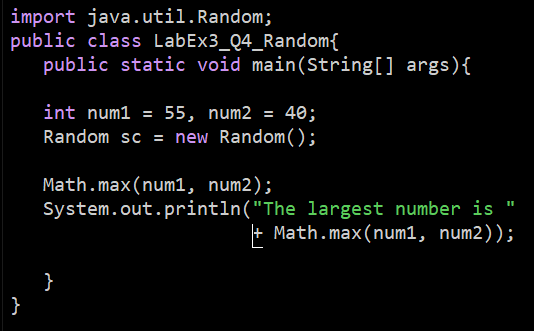 import java.util.Random;
public class LabEx3_Q4_Random{
   public static void main(String[] args){

   int num1 = 55, num2 = 40;
   Random sc = new Random();

   Math.max(num1, num2);
   System.out.println("The largest number is "
                      + Math.max(num1, num2));

   }
}